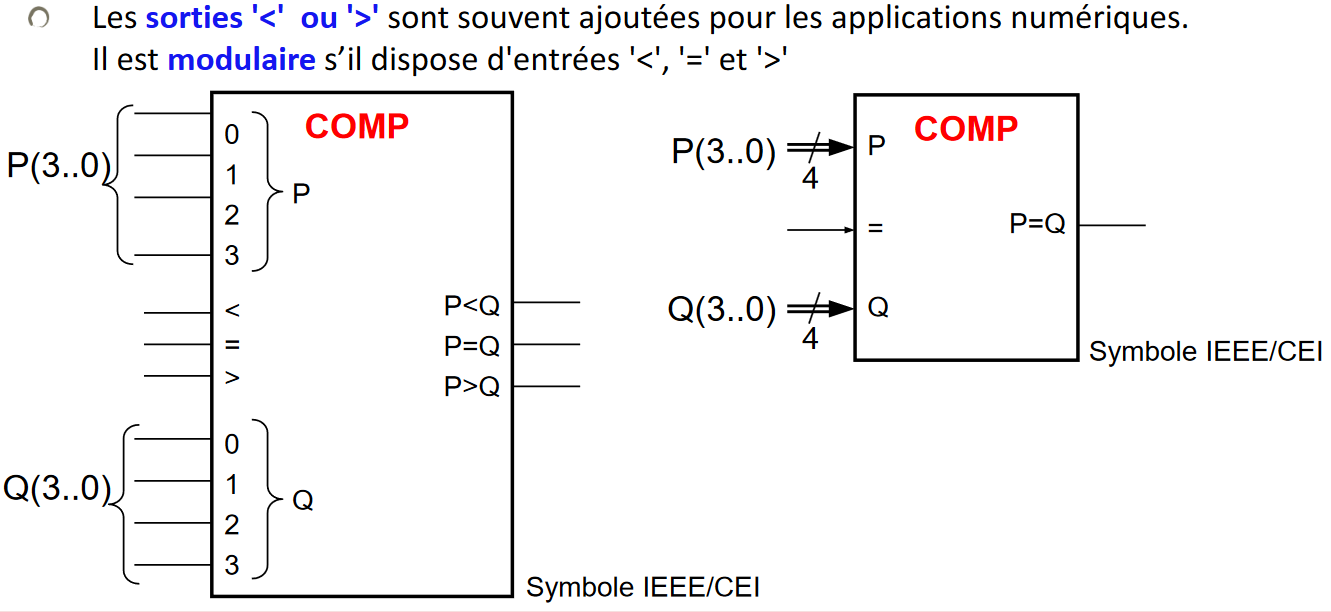 Les sorties '<' ou '>' sont souvent ajoutées pour les applications numériques.
Il est modulaire s’il dispose d'entrées '<', '=' et '>'
COMP
P(3..0)
0
1
2
3
P
<
=
>
P<Q
P=Q
P>Q
Q(3..0)
0
1
2
3
Q
Symbole IEEE/CEI
COMP
P(3..0)
4
P
=
P=Q
Q(3..0)
4
Q
Symbole IEEE/CEI